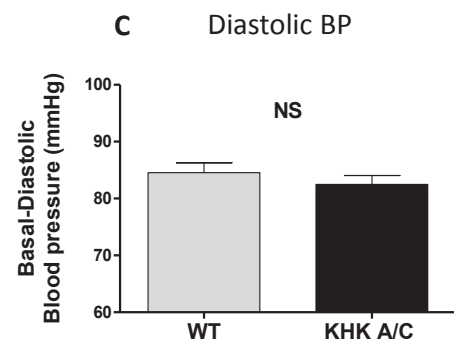 C Diastolic BP
Basal-Diastolic
Blood pressure (mmHg)
100
90
80
70
60
NS
WT KHK A/C